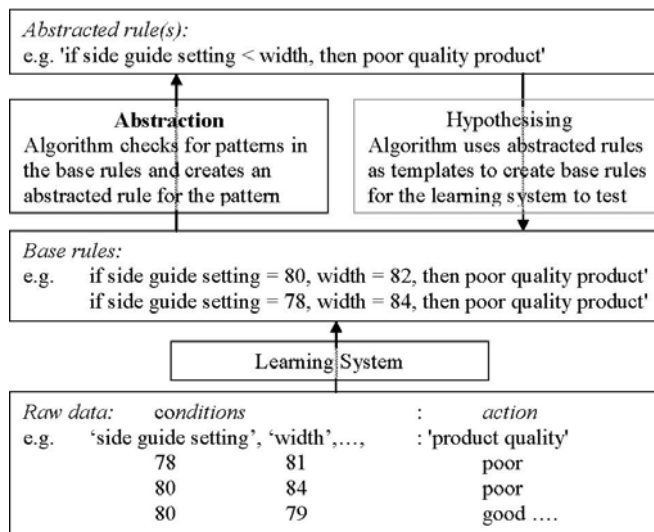 Abstracted rule(s):
e.g. 'if side guide setting < width, then poor quality product'
Abstraction
Algorithm checks for patterns in
the base rules and creates an
abstracted rule for the pattern
Hypothesising
Algorithm uses abstracted rules
as templates to create base rules
for the learning system to test
Base rules:
e.g. if side guide setting = 80, width = 82, then poor quality product'
if side guide setting = 78, width = 84, then poor quality product'
Learning System
Raw data: conditions : action
e.g. ‘side guide setting’, ‘width’,…, : 'product quality'
78 81 poor
80 84 poor
80 79 good ….